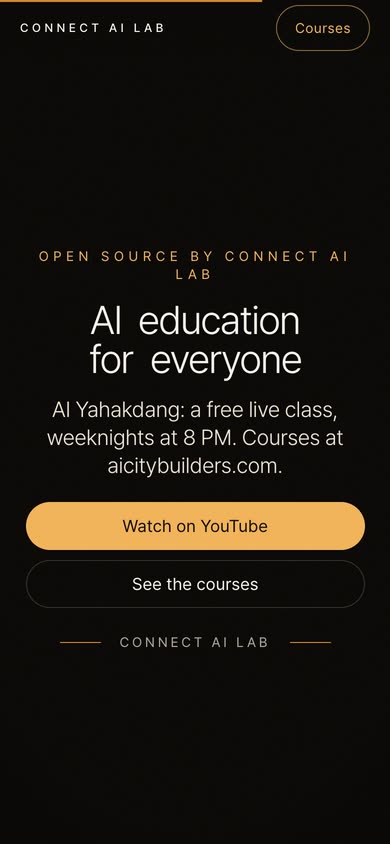 CONNECT AI LAB
Courses
OPEN SOURCE BY CONNECT AI
LAB
AI education
for everyone
AI Yahakdang: a free live class,
weeknights at 8 PM. Courses at
aicitybuilders.com.
Watch on YouTube
See the courses
CONNECT AI LAB